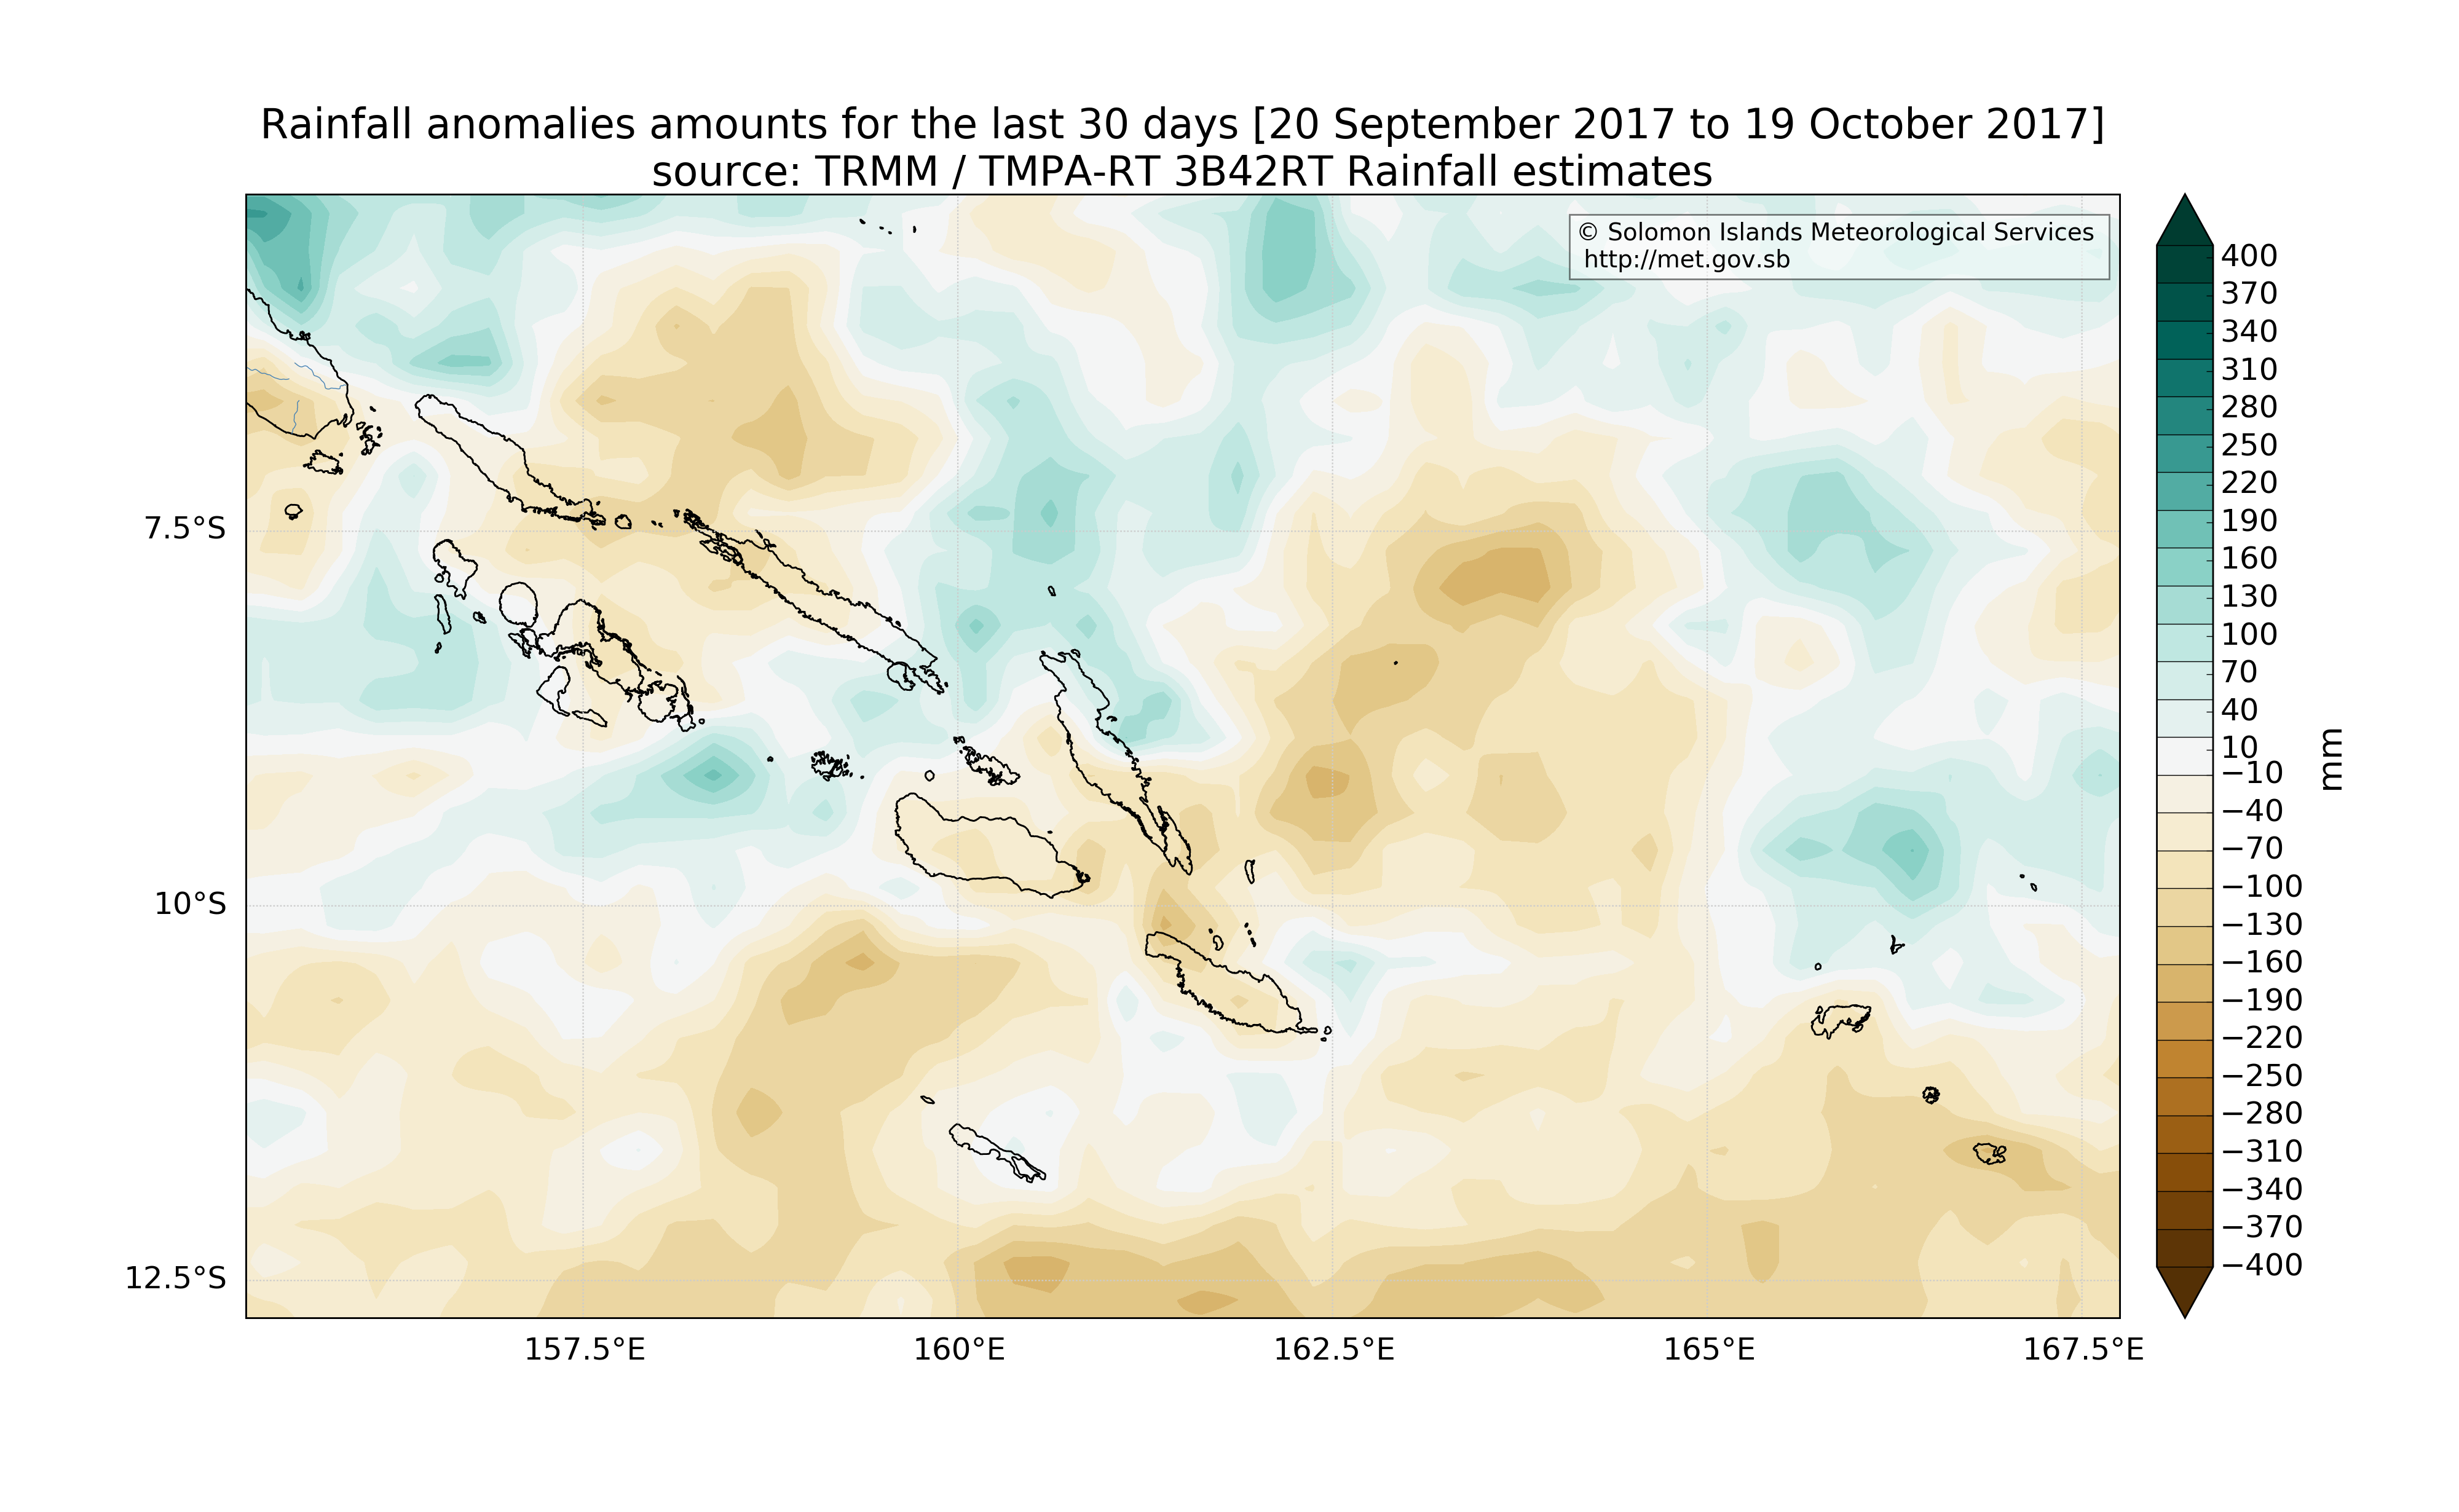 Rainfall anomalies amounts for the last 30 days [20 September 2017 to 19 October 2017]
source: TRMM / TMPA-RT 3B42RT Rainfall estimates
© Solomon Islands Meteorological Services
http://met.gov.sb
7.5°S
10°S
12.5°S
157.5°E
160°E
162.5°E
165°E
167.5°E
400
370
340
310
280
250
220
190
160
130
100
70
40
10
−10
−40
−70
−100
−130
−160
−190
−220
−250
−280
−310
−340
−370
−400
mm